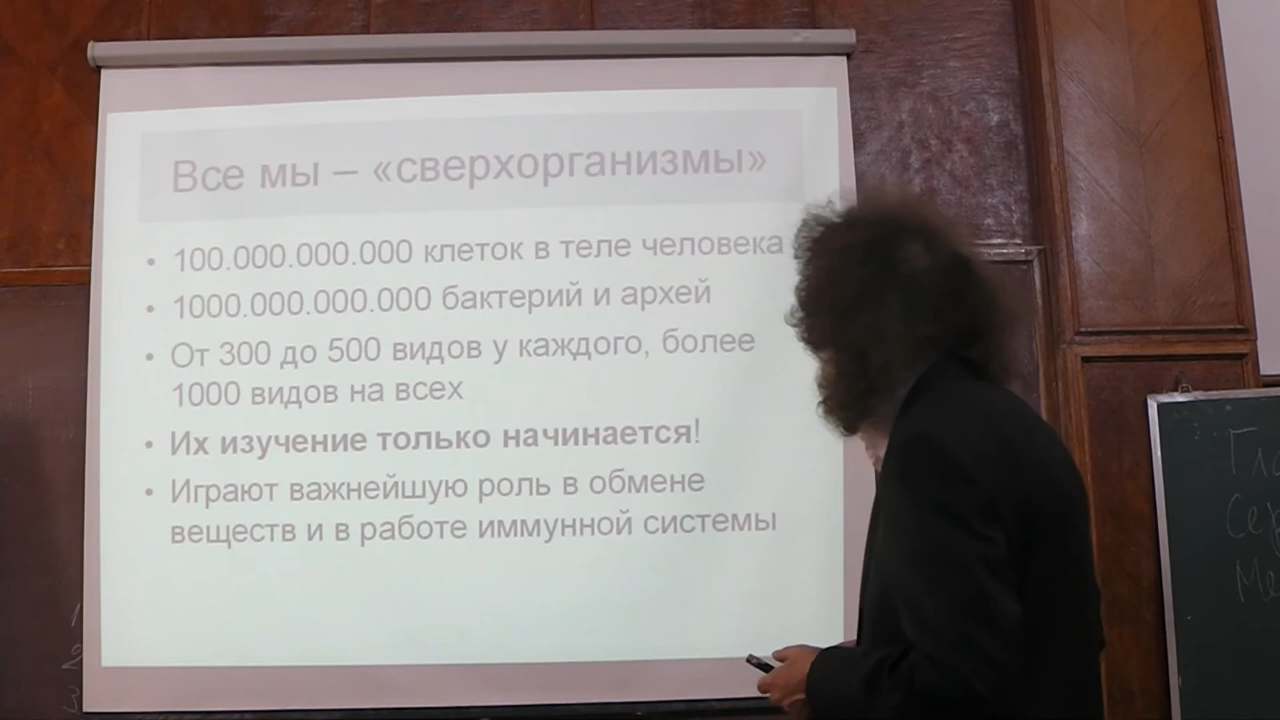 Все мы – «сверхорганизмы»
• 100.000.000.000 клеток в теле человека
• 1000.000.000.000 бактерий и архей
• От 300 до 500 видов у каждого, более
1000 видов на всех
• Их изучение только начинается!
• Играют важнейшую роль в обмене
веществ и в работе иммунной системы